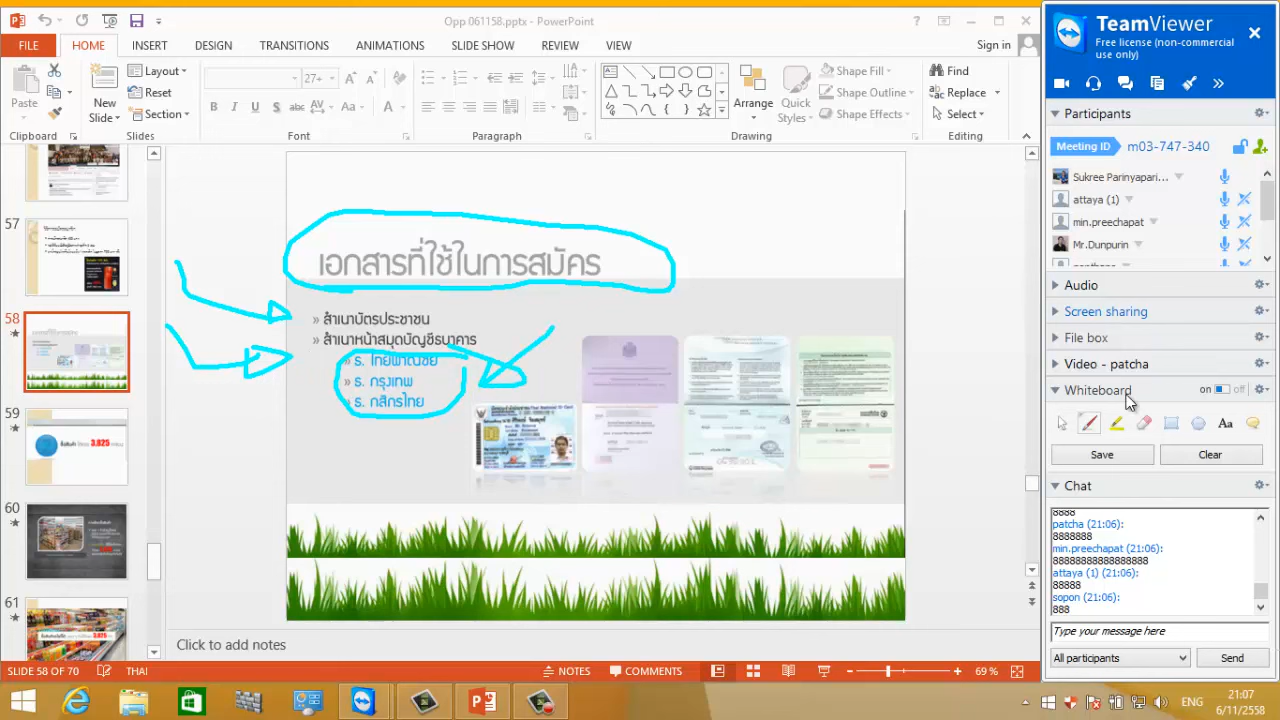 Opp 061158.pptx - PowerPoint
FILE HOME INSERT DESIGN TRANSITIONS ANIMATIONS SLIDE SHOW REVIEW VIEW Sign in
Paste
New Slide
Layout
Reset
Section
27+
Arrange
Quick Styles
Shape Fill
Shape Outline
Shape Effects
Find
Replace
Select
Clipboard Slides Font Paragraph Drawing Editing
57
58
59
3,825
60
61
3,825
เอกสารที่ใช้ในการสมัคร
» สำเนาบัตรประชาชน
» สำเนาหน้าสมุดบัญชีธนาคาร
» ธ. ไทยพาณิชย์
» ธ. กรุงเทพ
» ธ. กสิกรไทย
Click to add notes
SLIDE 58 OF 70 THAI NOTES COMMENTS 69 %
TeamViewer
Free license (non-commercial use only)
Participants
Meeting ID m03-747-340
Sukree Parinyapari...
attaya (1)
min.preechapat
Mr.Dunpurin
Audio
Screen sharing
File box
Video - patcha
Whiteboard on
Aa
Save Clear
Chat
8888
patcha (21:06):
8888888
min.preechapat (21:06):
88888888888888888
attaya (1) (21:06):
88888
sopon (21:06):
888
Type your message here
All participants Send
ENG
21:07
6/11/2558